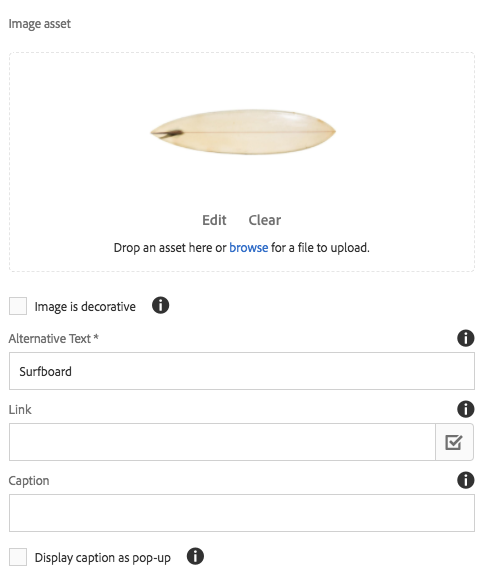 Image asset
Edit Clear
Drop an asset here or browse for a file to upload.
Image is decorative
Alternative Text *
Surfboard
Link
Caption
Display caption as pop-up